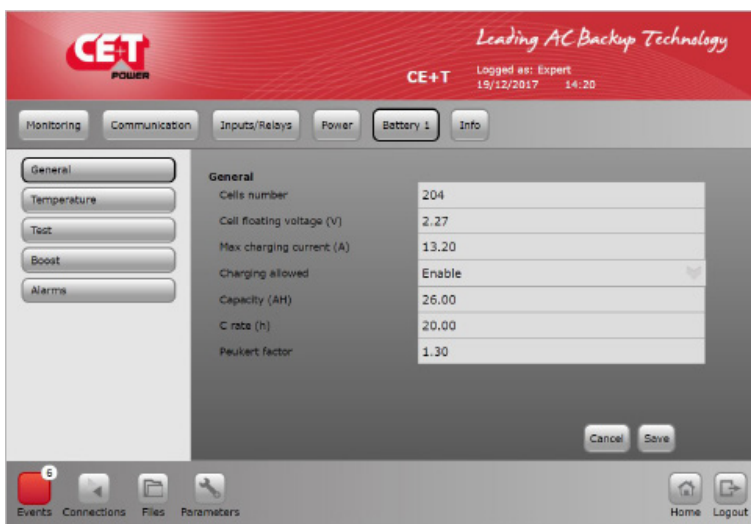 CE+T
POWER
Leading AC Backup Technology
CE+T
Logged as: Expert
19/12/2017 14:20
Monitoring Communication Inputs/Relays Power Battery 1 Info
General
Temperature
Test
Boost
Alarms
General
Cells number 204
Cell floating voltage (V) 2.27
Max charging current (A) 13.20
Charging allowed Enable
Capacity (AH) 26.00
C rate (h) 20.00
Peukert factor 1.30
Cancel Save
6
Events Connections Files Parameters Home Logout